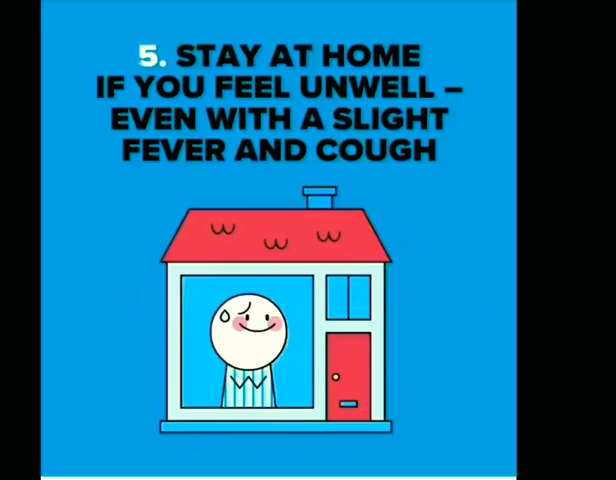 5. STAY AT HOME
IF YOU FEEL UNWELL –
EVEN WITH A SLIGHT
FEVER AND COUGH